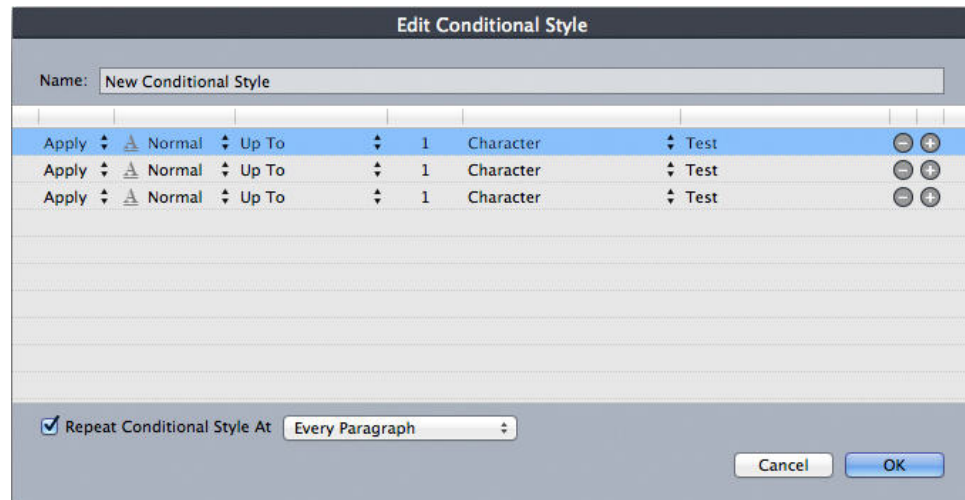 Edit Conditional Style
Name: New Conditional Style
Apply A Normal Up To 1 Character Test
Apply A Normal Up To 1 Character Test
Apply A Normal Up To 1 Character Test
Repeat Conditional Style At Every Paragraph
Cancel OK